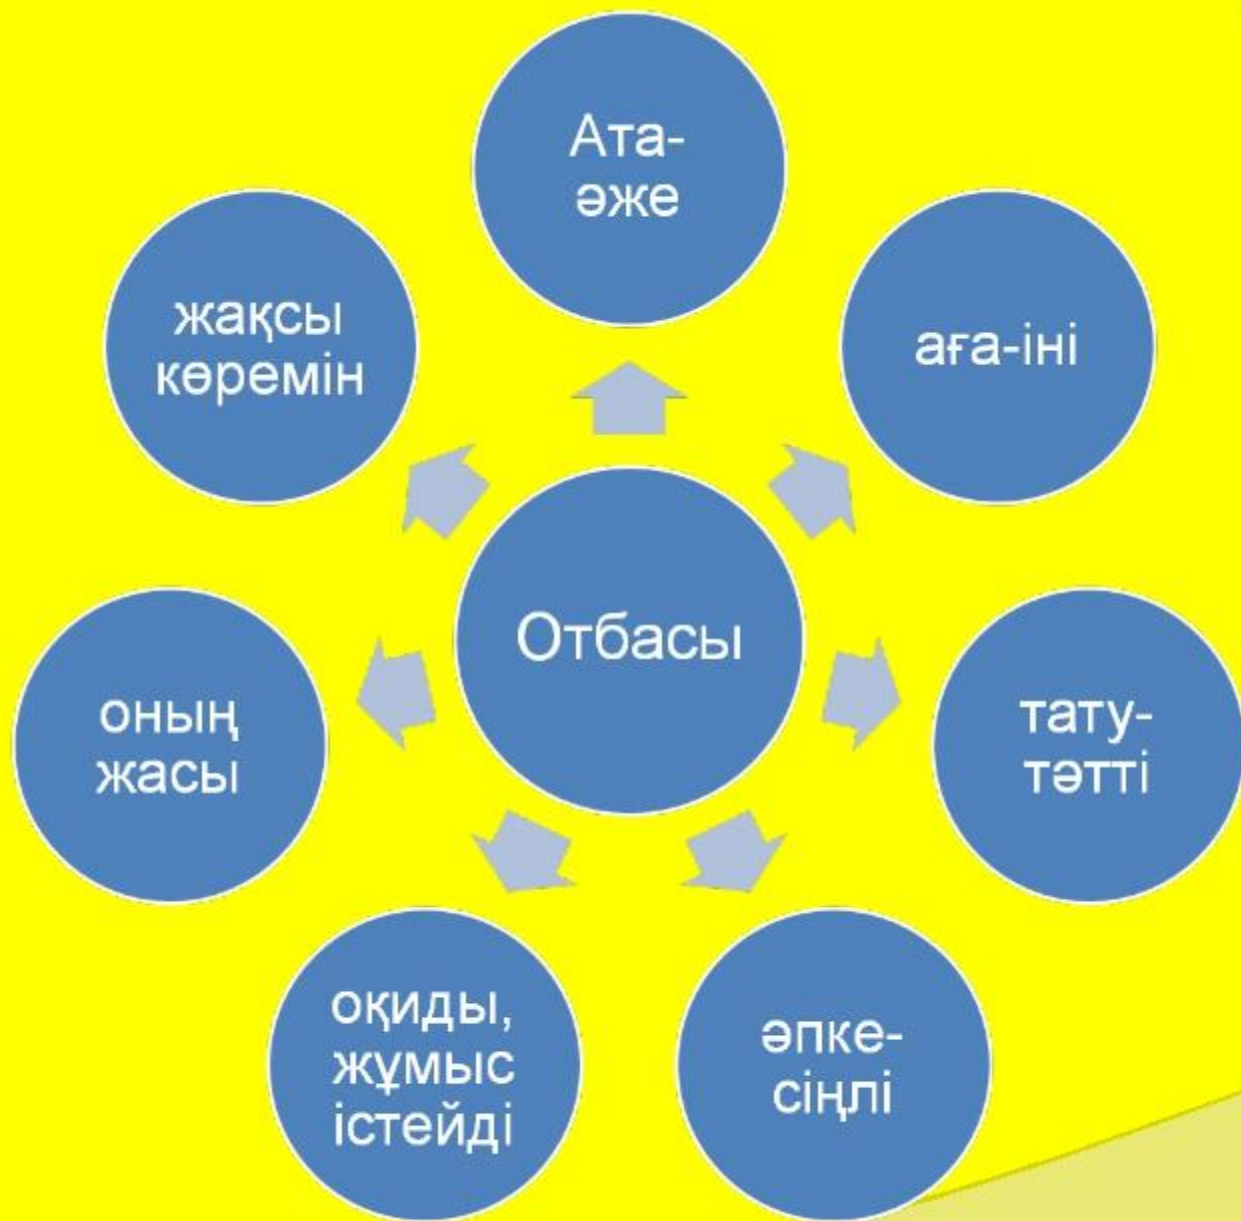 Ата-
әже
аға-іні
тату-
тәтті
әпке-
сіңлі
оқиды,
жұмыс
істейді
оның
жасы
жақсы
көремін
Отбасы